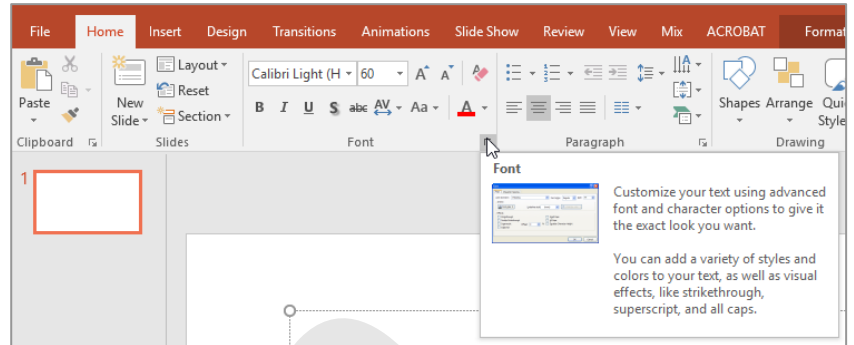 File Home Insert Design Transitions Animations Slide Show Review View Mix ACROBAT Format
Layout
Calibri Light (H 60 A A
Reset
Paste New Slide Section B I U S abc AV Aa A Shapes Arrange Quick Style
Clipboard Slides Font Paragraph Drawing
1
Font
Customize your text using advanced
font and character options to give it
the exact look you want.
You can add a variety of styles and
colors to your text, as well as visual
effects, like strikethrough,
superscript, and all caps.